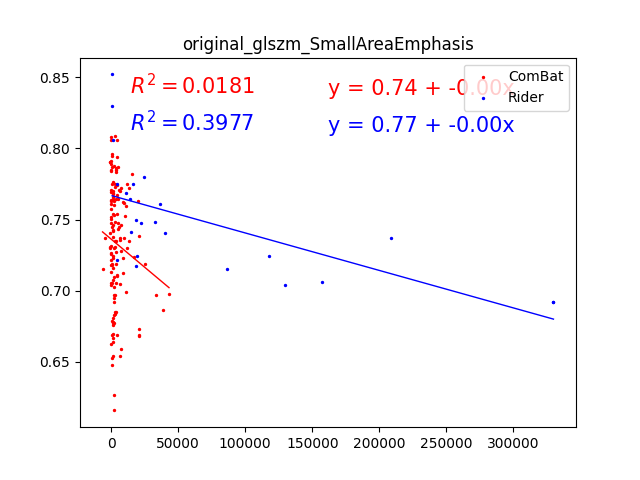 original_glszm_SmallAreaEmphasis
R² = 0.0181
y = 0.74 + -0.00x
R² = 0.3977
y = 0.77 + -0.00x
ComBat
Rider
0.85
0.80
0.75
0.70
0.65
0
50000
100000
150000
200000
250000
300000